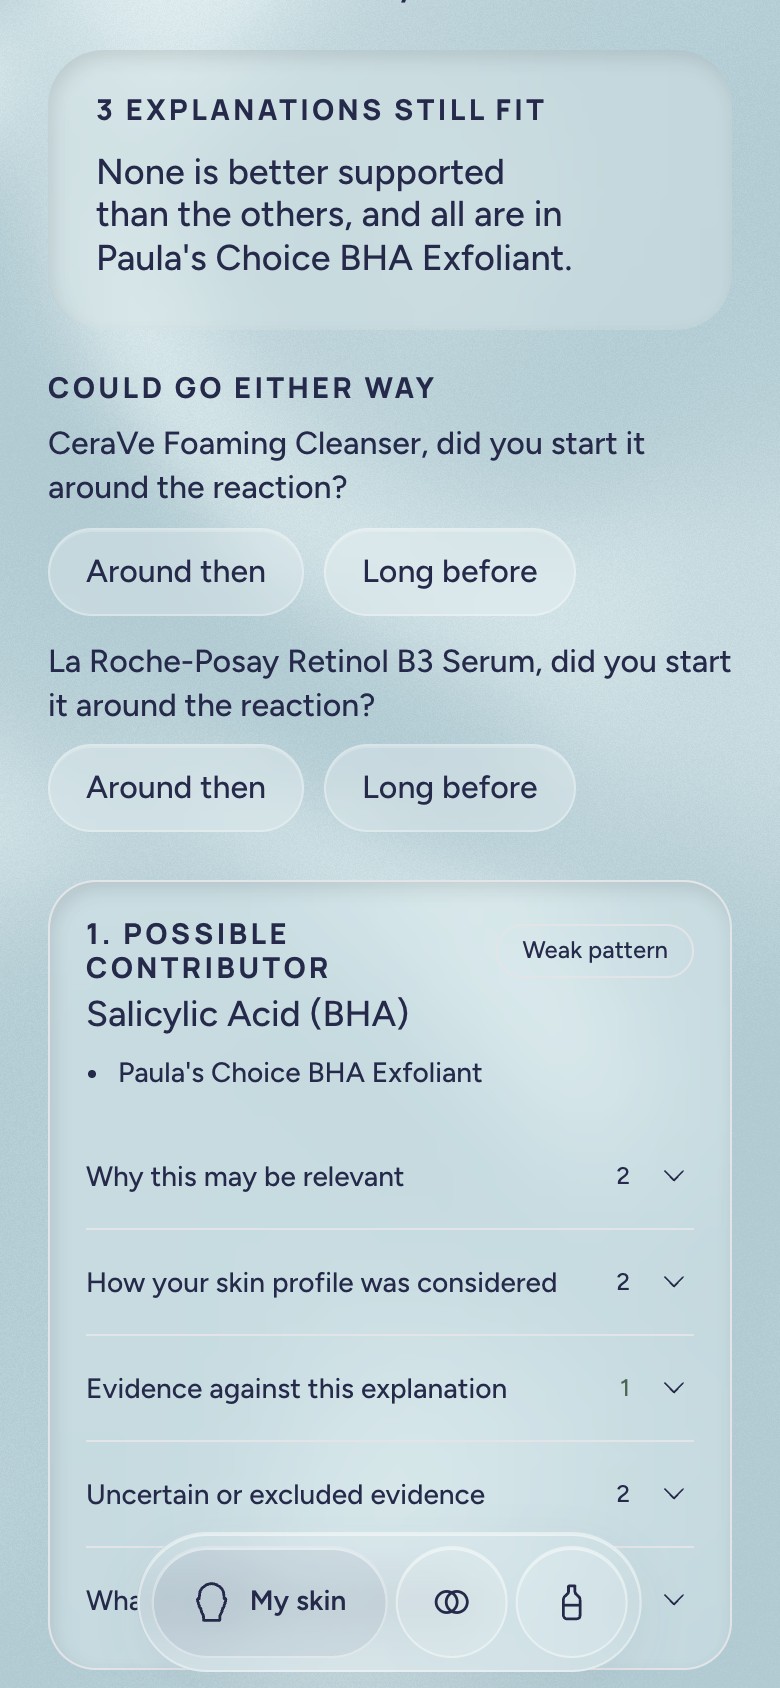 3 EXPLANATIONS STILL FIT
None is better supported
than the others, and all are in
Paula's Choice BHA Exfoliant.
COULD GO EITHER WAY
CeraVe Foaming Cleanser, did you start it
around the reaction?
Around then
Long before
La Roche-Posay Retinol B3 Serum, did you start
it around the reaction?
Around then
Long before
1. POSSIBLE
CONTRIBUTOR
Weak pattern
Salicylic Acid (BHA)
• Paula's Choice BHA Exfoliant
Why this may be relevant 2
How your skin profile was considered 2
Evidence against this explanation 1
Uncertain or excluded evidence 2
My skin